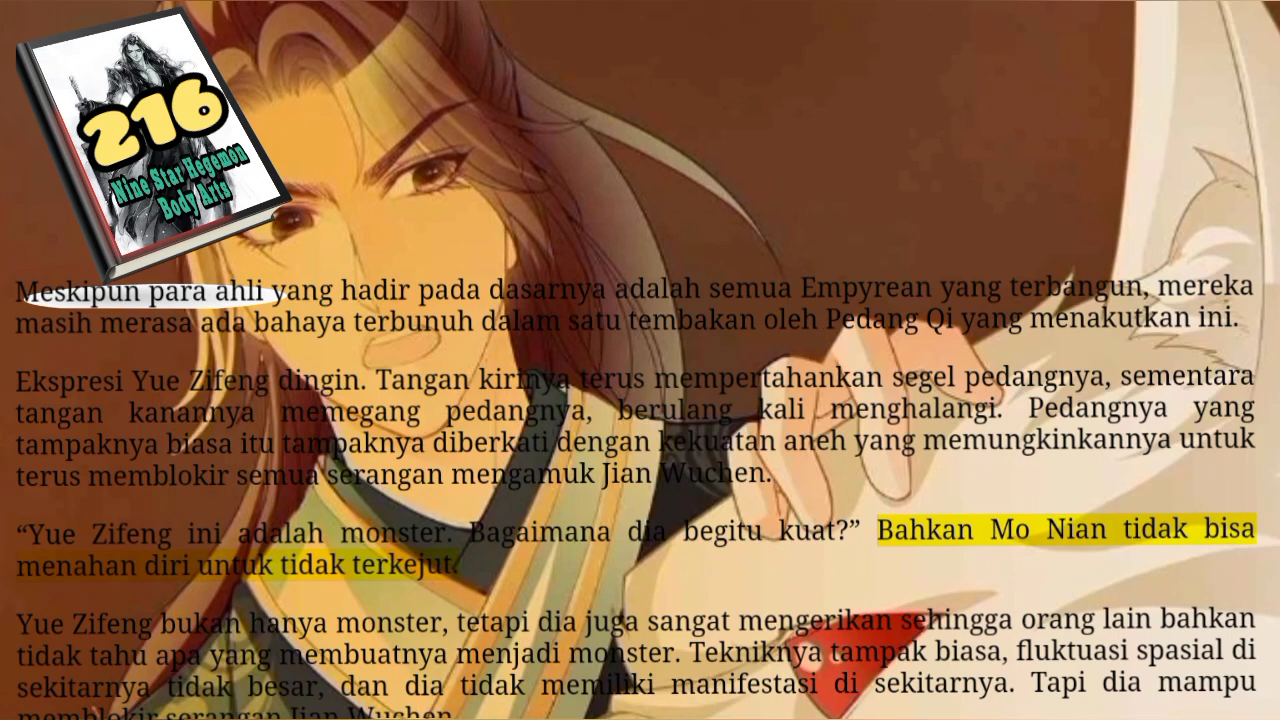 216
Nine Star Hegemon
Body Arts
Meskipun para ahli yang hadir pada dasarnya adalah semua Empyrean yang terbangun, mereka
masih merasa ada bahaya terbunuh dalam satu tembakan oleh Pedang Qi yang menakutkan ini.
Ekspresi Yue Zifeng dingin. Tangan kirinya terus mempertahankan segel pedangnya, sementara
tangan kanannya memegang pedangnya, berulang kali menghalangi. Pedangnya yang
tampaknya biasa itu tampaknya diberkati dengan kekuatan aneh yang memungkinkannya untuk
terus memblokir semua serangan mengamuk Jian Wuchen.
“Yue Zifeng ini adalah monster. Bagaimana dia begitu kuat?” Bahkan Mo Nian tidak bisa
menahan diri untuk tidak terkejut.
Yue Zifeng bukan hanya monster, tetapi dia juga sangat mengerikan sehingga orang lain bahkan
tidak tahu apa yang membuatnya menjadi monster. Tekniknya tampak biasa, fluktuasi spasial di
sekitarnya tidak besar, dan dia tidak memiliki manifestasi di sekitarnya. Tapi dia mampu
memblokir serangan Jian Wuchen.